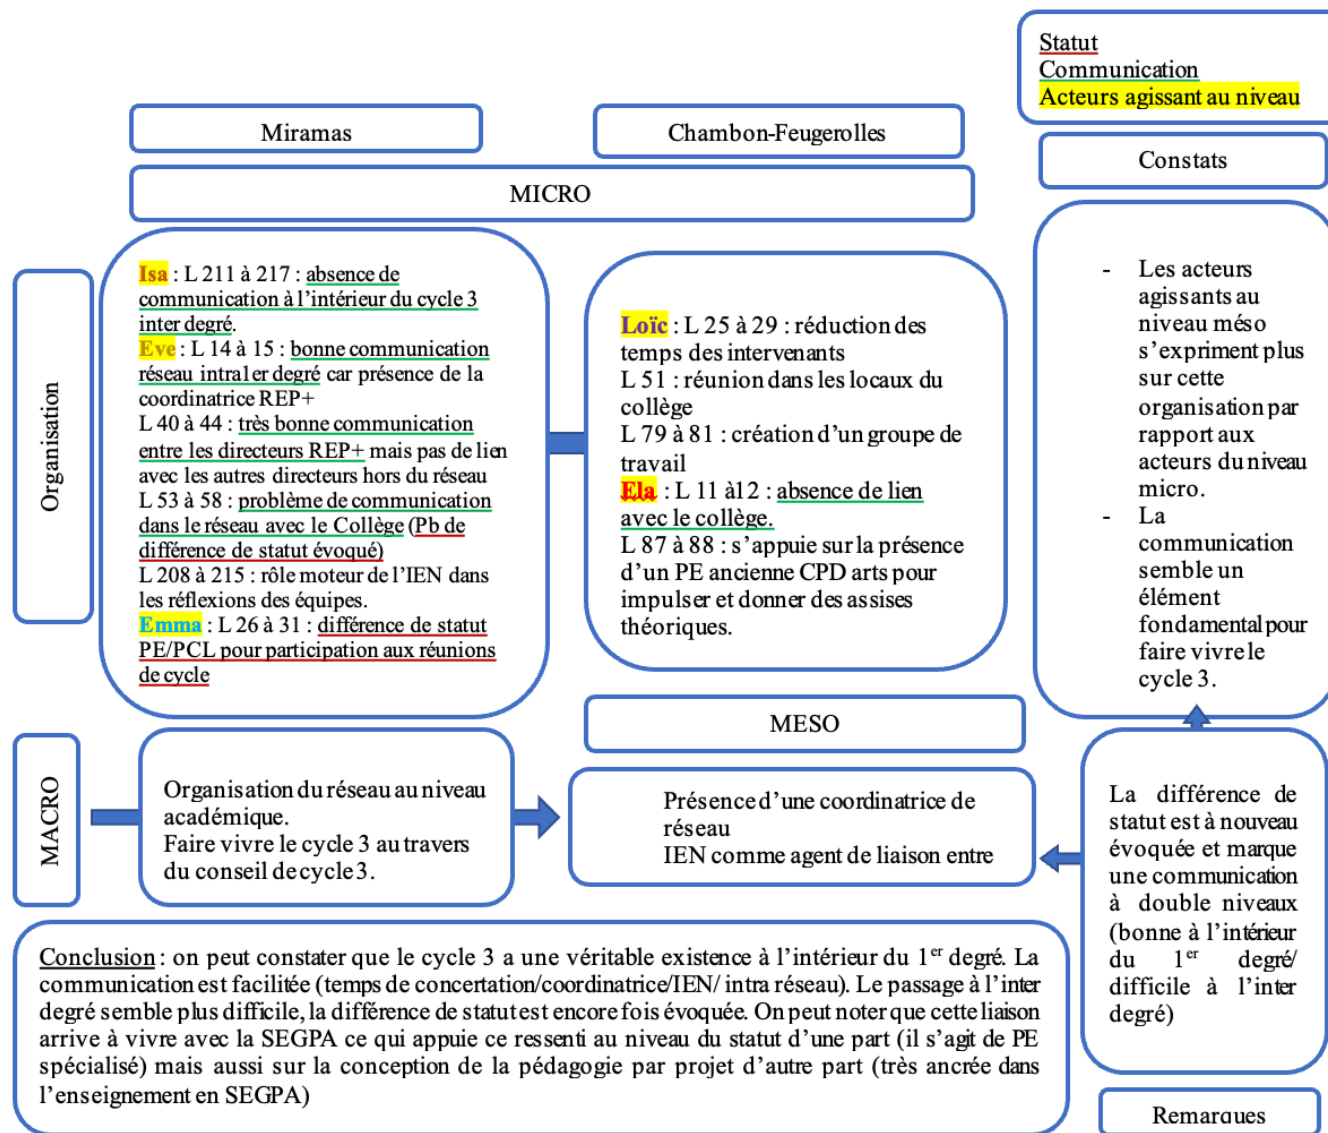 Statut
Communication
Acteurs agissant au niveau
Miramas
Chambon-Feugerolles
Constats
MICRO
Organisation
Isa : L 211 à 217 : absence de
communication à l'intérieur du cycle 3
inter degré.
Eve : L 14 à 15 : bonne communication
réseau intra1er degré car présence de la
coordinatrice REP+
L 40 à 44 : très bonne communication
entre les directeurs REP+ mais pas de lien
avec les autres directeurs hors du réseau
L 53 à 58 : problème de communication
dans le réseau avec le Collège (Pb de
différence de statut évoqué)
L 208 à 215 : rôle moteur de l'IEN dans
les réflexions des équipes.
Emma : L 26 à 31 : différence de statut
PE/PCL pour participation aux réunions
de cycle
Loïc : L 25 à 29 : réduction des
temps des intervenants
L 51 : réunion dans les locaux du
collège
L 79 à 81 : création d'un groupe de
travail
Ela : L 11 à12 : absence de lien
avec le collège.
L 87 à 88 : s'appuie sur la présence
d'un PE ancienne CPD arts pour
impulser et donner des assises
théoriques.
- Les acteurs
agissants au
niveau méso
s'expriment plus
sur cette
organisation par
rapport aux
acteurs du niveau
micro.
- La
communication
semble un
élément
fondamental pour
faire vivre le
cycle 3.
MESO
MACRO
Organisation du réseau au niveau
académique.
Faire vivre le cycle 3 au travers
du conseil de cycle 3.
Présence d'une coordinatrice de
réseau
IEN comme agent de liaison entre
La différence de
statut est à nouveau
évoquée et marque
une communication
à double niveaux
(bonne à l'intérieur
du 1er degré/
difficile à l'inter
degré)
Conclusion : on peut constater que le cycle 3 a une véritable existence à l'intérieur du 1er degré. La
communication est facilitée (temps de concertation/coordinatrice/IEN/ intra réseau). Le passage à l'inter
degré semble plus difficile, la différence de statut est encore fois évoquée. On peut noter que cette liaison
arrive à vivre avec la SEGPA ce qui appuie ce ressenti au niveau du statut d'une part (il s'agit de PE
spécialisé) mais aussi sur la conception de la pédagogie par projet d'autre part (très ancrée dans
l'enseignement en SEGPA)
Remarques